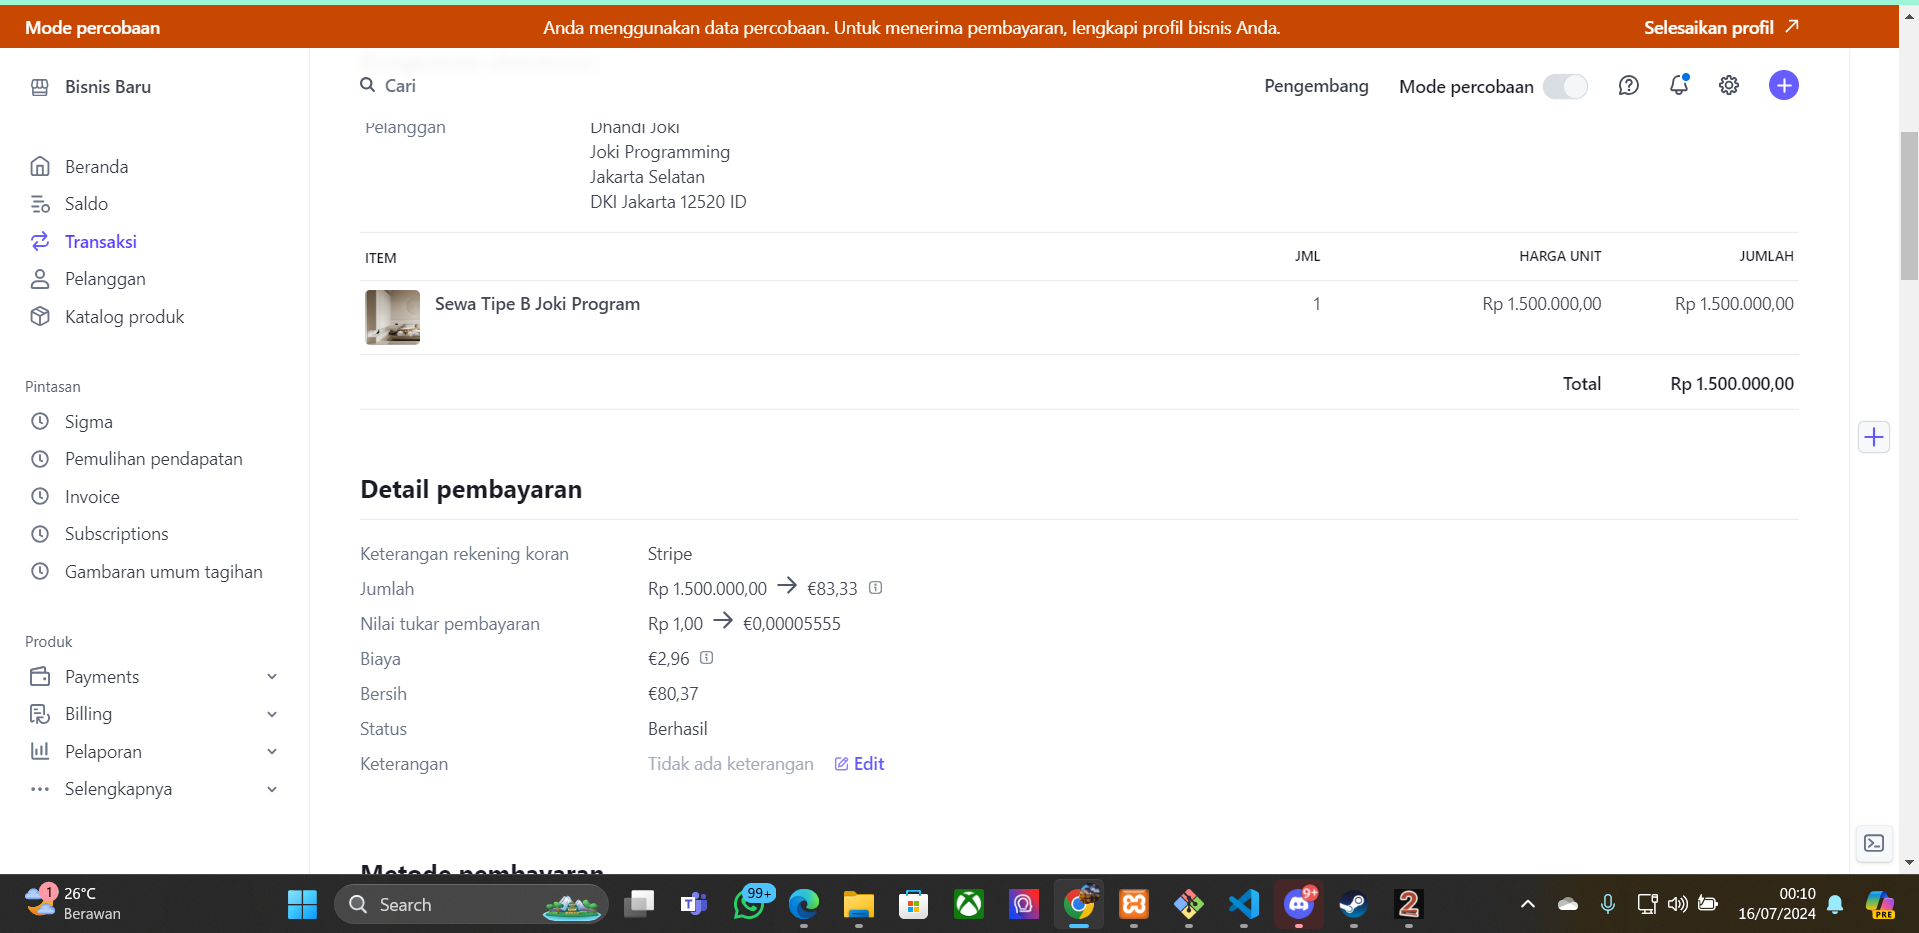 Mode percobaan
Anda menggunakan data percobaan. Untuk menerima pembayaran, lengkapi profil bisnis Anda.
Selesaikan profil
Bisnis Baru
Cari
Pengembang
Mode percobaan
Beranda
Saldo
Transaksi
Pelanggan
Katalog produk
Pintasan
Sigma
Pemulihan pendapatan
Invoice
Subscriptions
Gambaran umum tagihan
Produk
Payments
Billing
Pelaporan
Selengkapnya
Pelanggan
Dhandi Joki
Joki Programming
Jakarta Selatan
DKI Jakarta 12520 ID
ITEM JML HARGA UNIT JUMLAH
Sewa Tipe B Joki Program 1 Rp 1.500.000,00 Rp 1.500.000,00
Total Rp 1.500.000,00
Detail pembayaran
Keterangan rekening koran Stripe
Jumlah Rp 1.500.000,00 → €83,33
Nilai tukar pembayaran Rp 1,00 → €0,00005555
Biaya €2,96
Bersih €80,37
Status Berhasil
Keterangan Tidak ada keterangan Edit
Metode pembayaran
1
26°C
Berawan
Search
99+
9+
2
00:10
16/07/2024
PRE